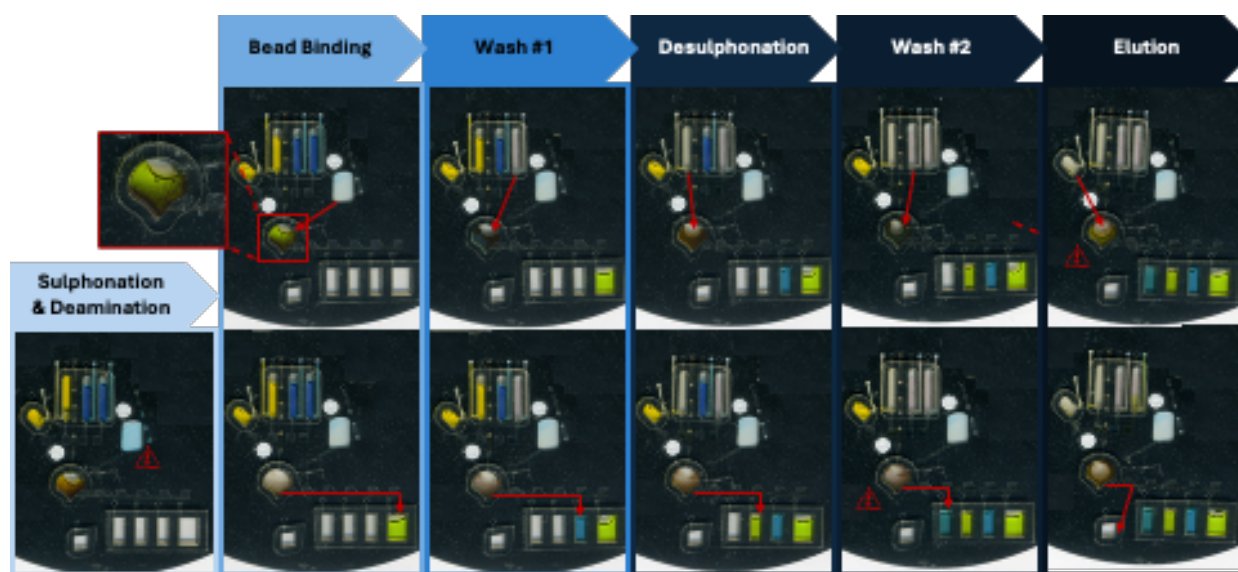 Bead Binding
Wash #1
Desulphonation
Wash #2
Elution
Sulphonation
& Deamination